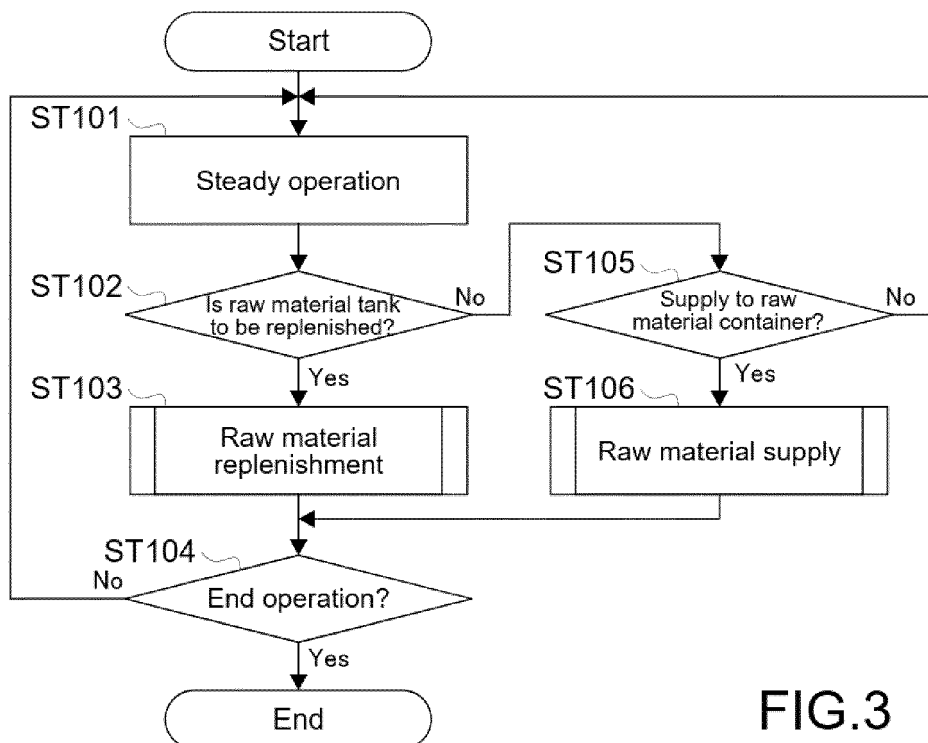 Start
ST101
Steady operation
ST102
Is raw material tank
to be replenished?
No
Yes
ST105
Supply to raw
material container?
No
Yes
ST103
Raw material
replenishment
ST106
Raw material supply
ST104
No
End operation?
Yes
End
FIG.3